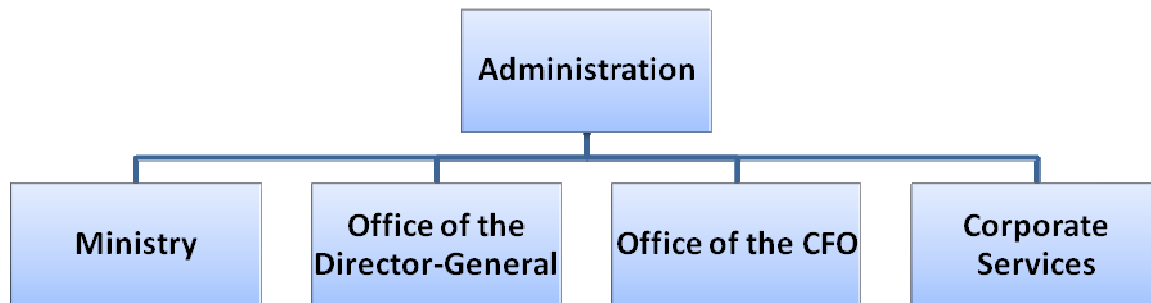 Administration
Ministry
Office of the
Director-General
Office of the CFO
Corporate
Services